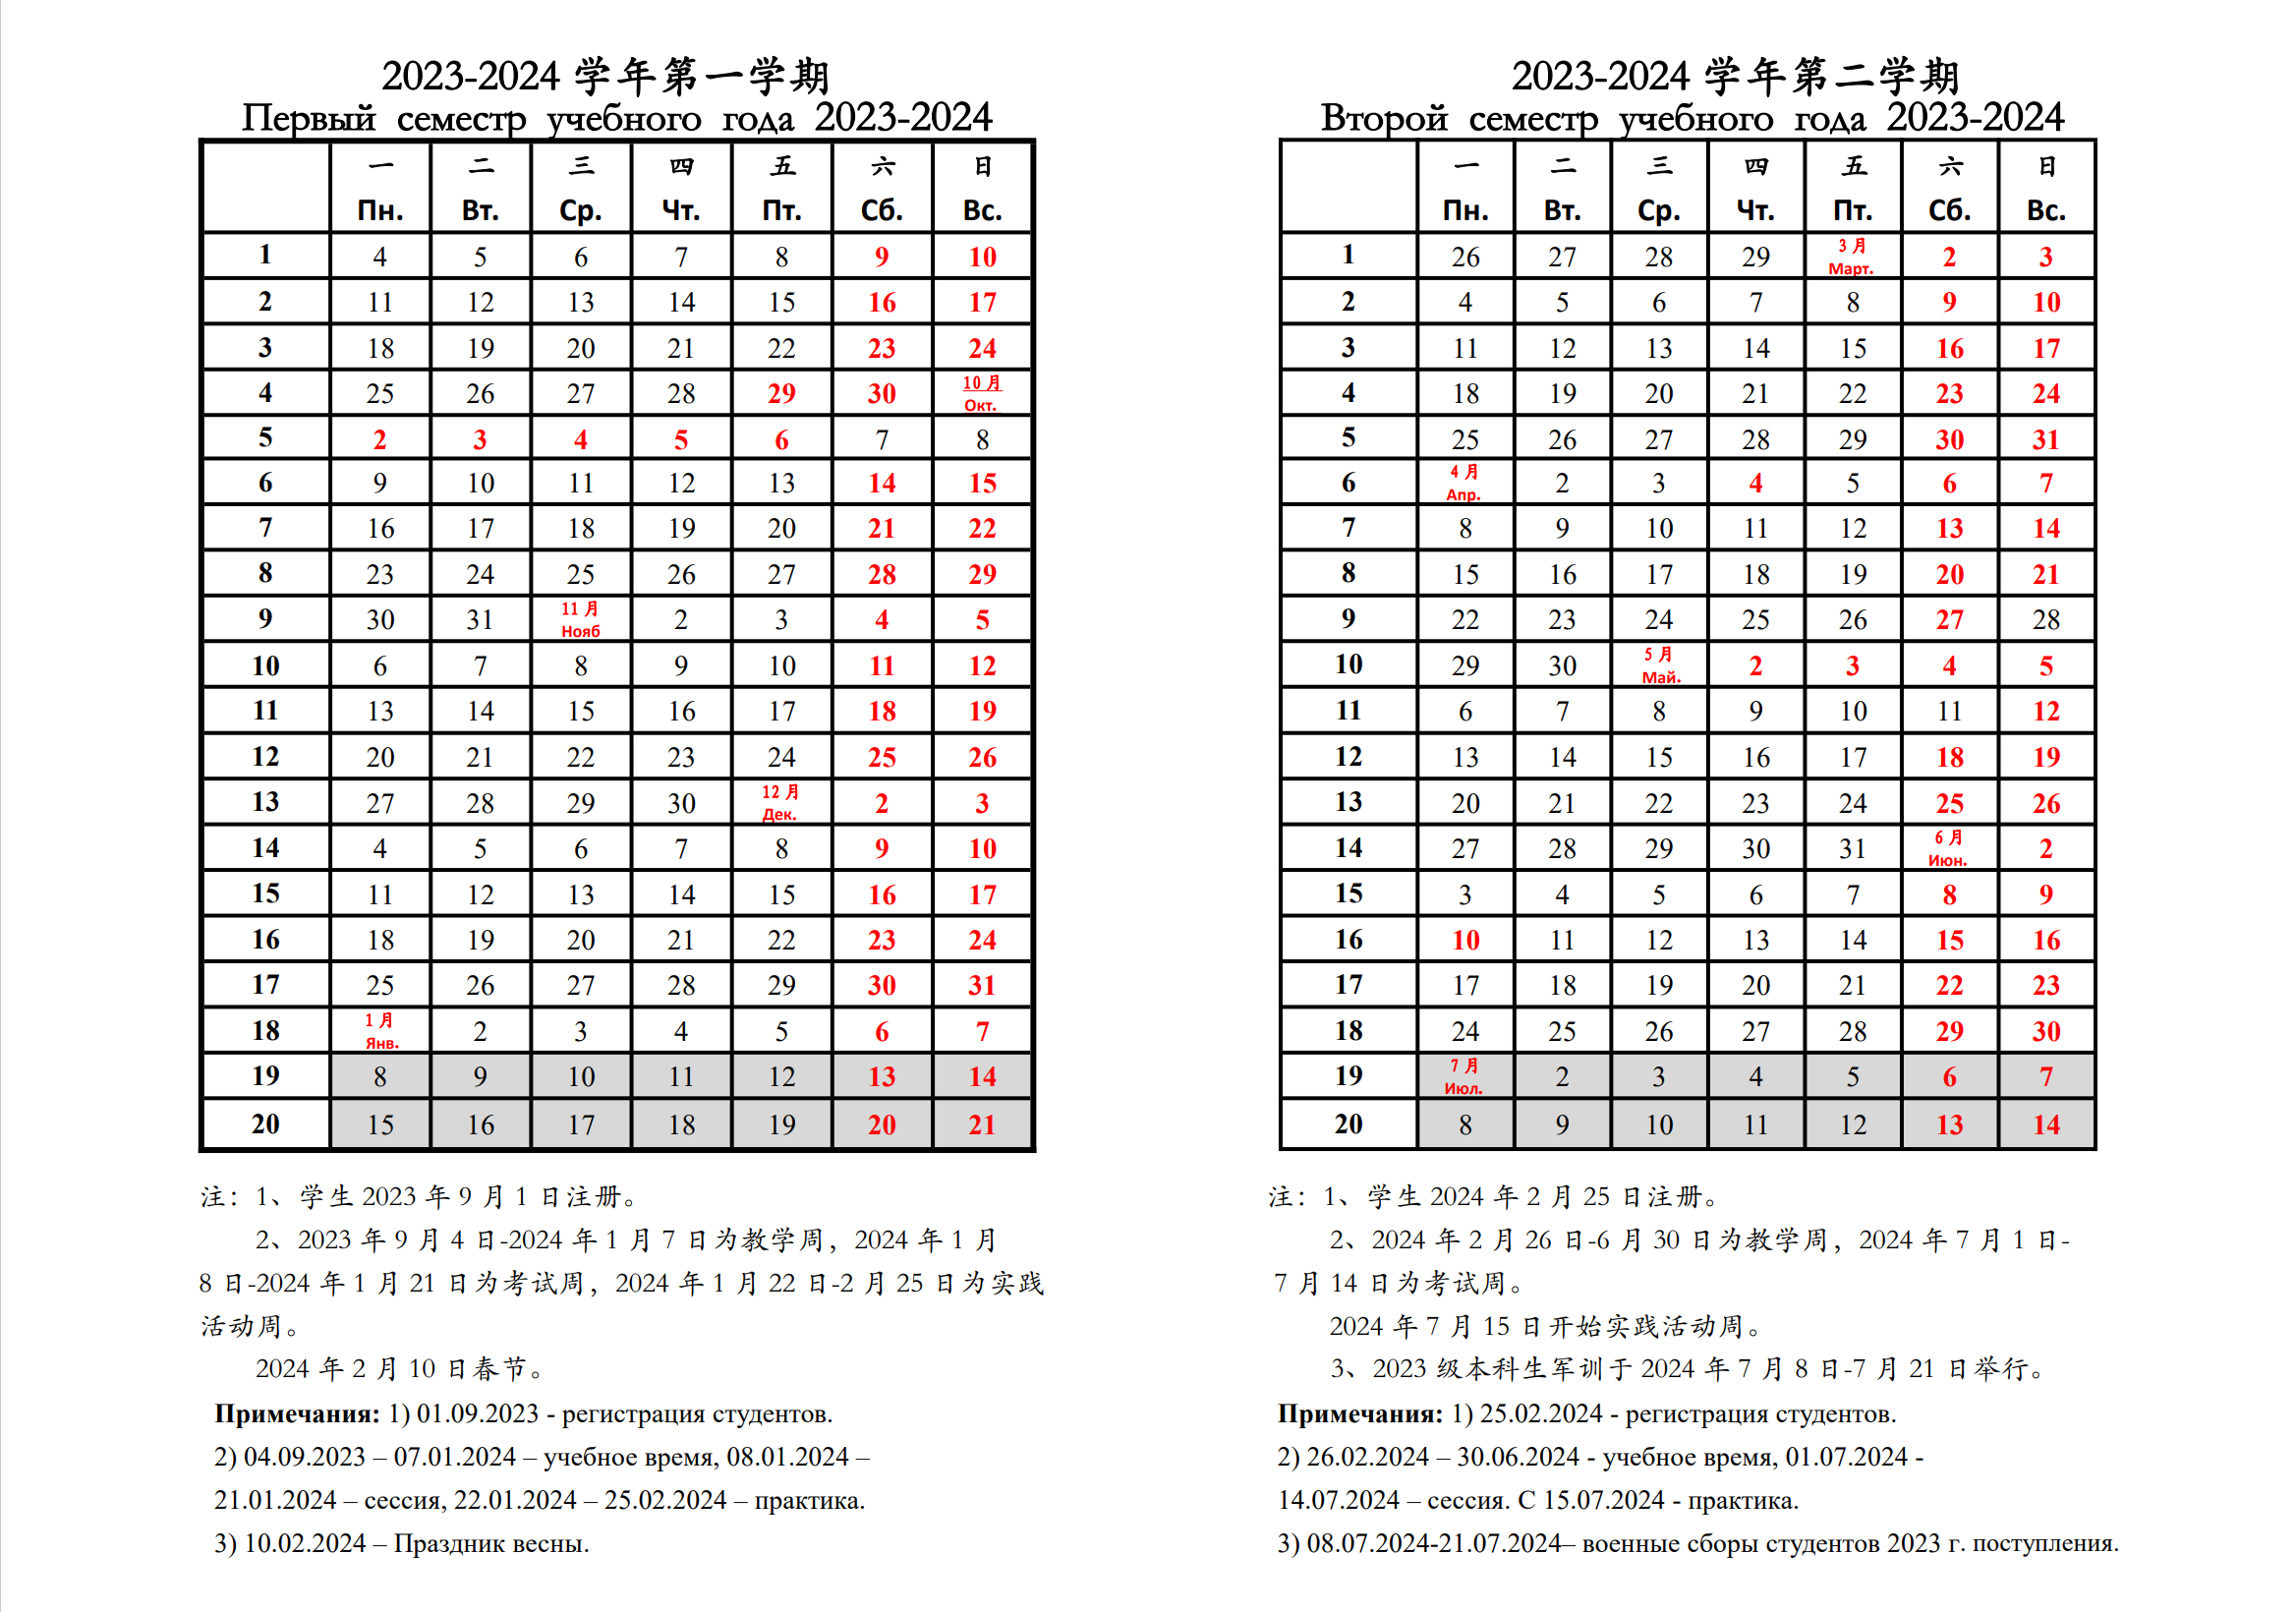 2023-2024 学年第一学期
Первый семестр учебного года 2023-2024
一 二 三 四 五 六 日
Пн. Вт. Ср. Чт. Пт. Сб. Вс.
1 4 5 6 7 8 9 10
2 11 12 13 14 15 16 17
3 18 19 20 21 22 23 24
4 25 26 27 28 29 30 10 月 Окт.
5 2 3 4 5 6 7 8
6 9 10 11 12 13 14 15
7 16 17 18 19 20 21 22
8 23 24 25 26 27 28 29
9 30 31 11 月 Нояб 2 3 4 5
10 6 7 8 9 10 11 12
11 13 14 15 16 17 18 19
12 20 21 22 23 24 25 26
13 27 28 29 30 12 月 Дек. 2 3
14 4 5 6 7 8 9 10
15 11 12 13 14 15 16 17
16 18 19 20 21 22 23 24
17 25 26 27 28 29 30 31
18 1 月 Янв. 2 3 4 5 6 7
19 8 9 10 11 12 13 14
20 15 16 17 18 19 20 21
注：1、学生 2023 年 9 月 1 日注册。
2、2023 年 9 月 4 日-2024 年 1 月 7 日为教学周，2024 年 1 月
8 日-2024 年 1 月 21 日为考试周，2024 年 1 月 22 日-2 月 25 日为实践
活动周。
2024 年 2 月 10 日春节。
Примечания: 1) 01.09.2023 - регистрация студентов.
2) 04.09.2023 – 07.01.2024 – учебное время, 08.01.2024 –
21.01.2024 – сессия, 22.01.2024 – 25.02.2024 – практика.
3) 10.02.2024 – Праздник весны.
2023-2024 学年第二学期
Второй семестр учебного года 2023-2024
一 二 三 四 五 六 日
Пн. Вт. Ср. Чт. Пт. Сб. Вс.
1 26 27 28 29 3 月 Март. 2 3
2 4 5 6 7 8 9 10
3 11 12 13 14 15 16 17
4 18 19 20 21 22 23 24
5 25 26 27 28 29 30 31
6 4 月 Апр. 2 3 4 5 6 7
7 8 9 10 11 12 13 14
8 15 16 17 18 19 20 21
9 22 23 24 25 26 27 28
10 29 30 5 月 Май. 2 3 4 5
11 6 7 8 9 10 11 12
12 13 14 15 16 17 18 19
13 20 21 22 23 24 25 26
14 27 28 29 30 31 6 月 Июн. 2
15 3 4 5 6 7 8 9
16 10 11 12 13 14 15 16
17 17 18 19 20 21 22 23
18 24 25 26 27 28 29 30
19 7 月 Июл. 2 3 4 5 6 7
20 8 9 10 11 12 13 14
注：1、学生 2024 年 2 月 25 日注册。
2、2024 年 2 月 26 日-6 月 30 日为教学周，2024 年 7 月 1 日-
7 月 14 日为考试周。
2024 年 7 月 15 日开始实践活动周。
3、2023 级本科生军训于 2024 年 7 月 8 日-7 月 21 日举行。
Примечания: 1) 25.02.2024 - регистрация студентов.
2) 26.02.2024 – 30.06.2024 - учебное время, 01.07.2024 -
14.07.2024 – сессия. С 15.07.2024 - практика.
3) 08.07.2024-21.07.2024– военные сборы студентов 2023 г. поступления.